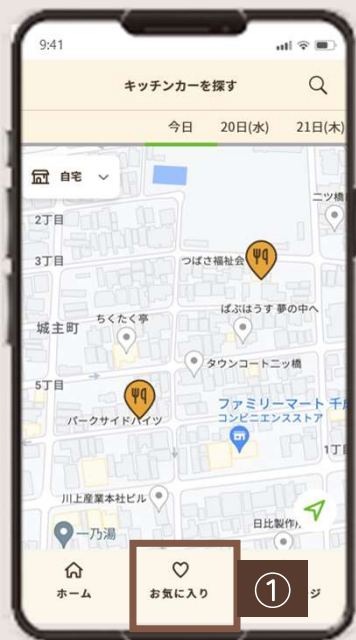 9:41
キッチンカーを探す
今日 20日(水) 21日(木)
自宅
二ツ橋
2丁目
3丁目
つばさ福祉会
ぱぶはうす 夢の中へ
ちくたく亭
城主町
タウンコートニッ橋
5丁目
ファミリーマート 千
コンビニエンスストア
パークサイドハイツ
1丁
川上産業本社ビル
日比製作
一乃湯
ホーム お気に入り ① ジ